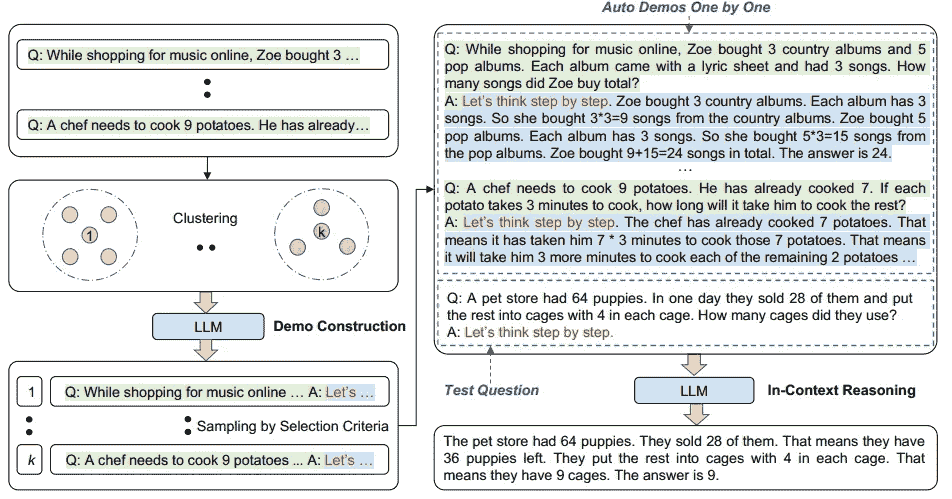 Auto Demos One by One
Q: While shopping for music online, Zoe bought 3 …
Q: A chef needs to cook 9 potatoes. He has already…
1
Clustering
k
LLM
Demo Construction
1
Q: While shopping for music online … A: Let's …
Sampling by Selection Criteria
k
Q: A chef needs to cook 9 potatoes ... A: Let's …
Q: While shopping for music online, Zoe bought 3 country albums and 5
pop albums. Each album came with a lyric sheet and had 3 songs. How
many songs did Zoe buy total?
A: Let's think step by step. Zoe bought 3 country albums. Each album has 3
songs. So she bought 3*3=9 songs from the country albums. Zoe bought 5
pop albums. Each album has 3 songs. So she bought 5*3=15 songs from
the pop albums. Zoe bought 9+15=24 songs in total. The answer is 24.
…
Q: A chef needs to cook 9 potatoes. He has already cooked 7. If each
potato takes 3 minutes to cook, how long will it take him to cook the rest?
A: Let's think step by step. The chef has already cooked 7 potatoes. That
means it has taken him 7 * 3 minutes to cook those 7 potatoes. That means
it will take him 3 more minutes to cook each of the remaining 2 potatoes …
Q: A pet store had 64 puppies. In one day they sold 28 of them and put
the rest into cages with 4 in each cage. How many cages did they use?
A: Let's think step by step.
Test Question
LLM
In-Context Reasoning
The pet store had 64 puppies. They sold 28 of them. That means they have
36 puppies left. They put the rest into cages with 4 in each cage. That
means they have 9 cages. The answer is 9.